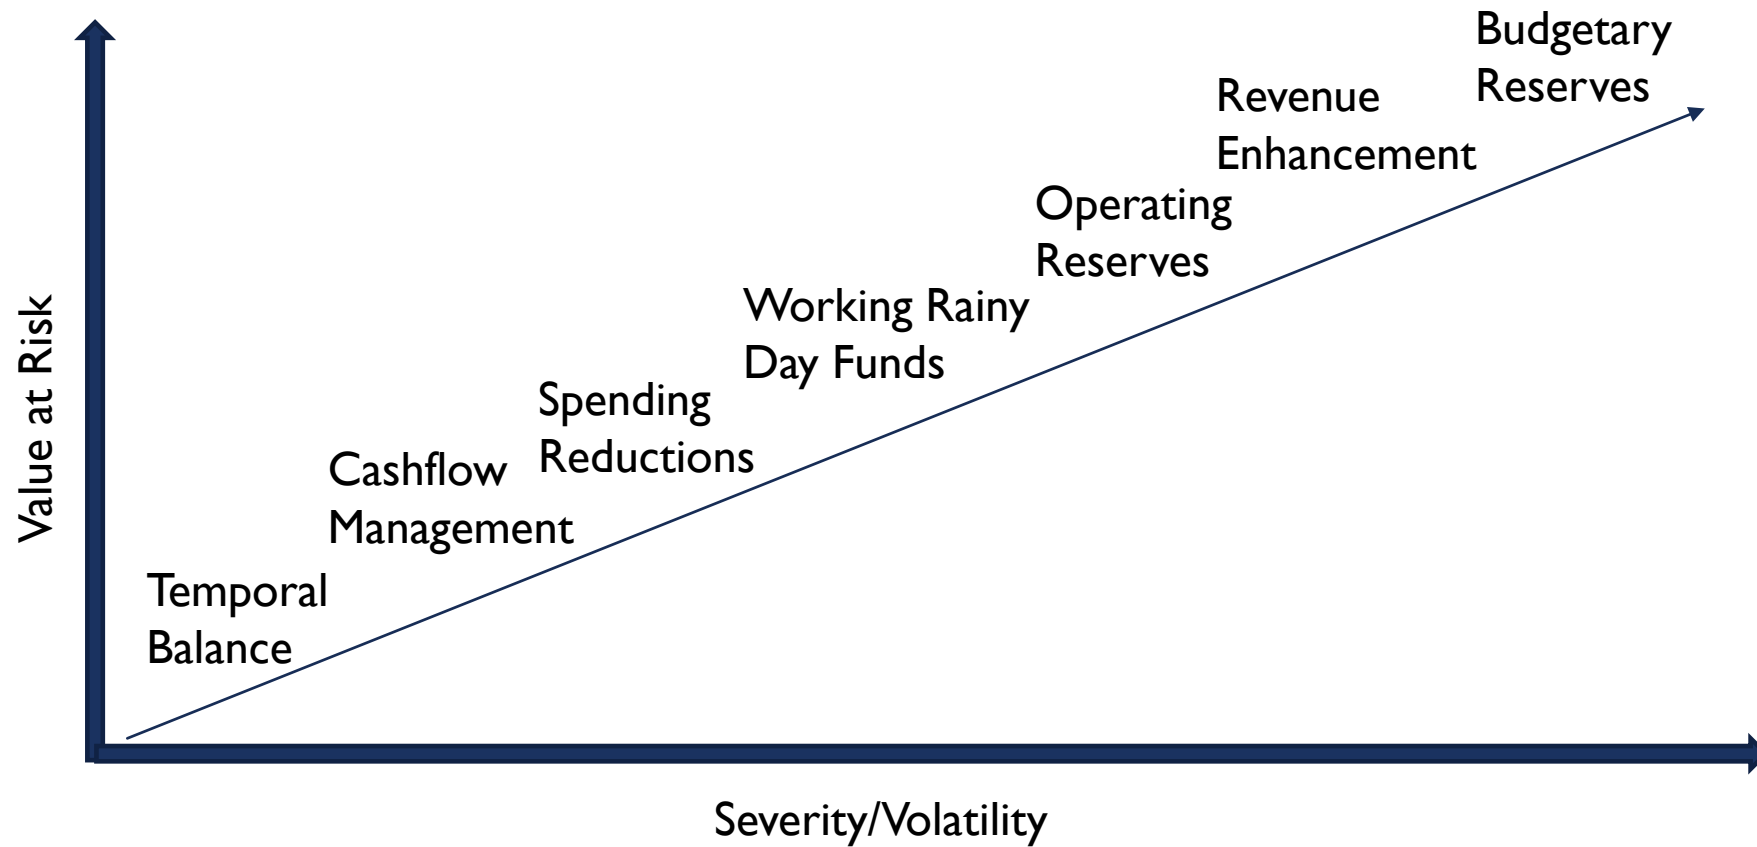 Budgetary
Reserves
Revenue
Enhancement
Operating
Reserves
Working Rainy
Day Funds
Spending
Reductions
Cashflow
Management
Temporal
Balance
Value at Risk
Severity/Volatility